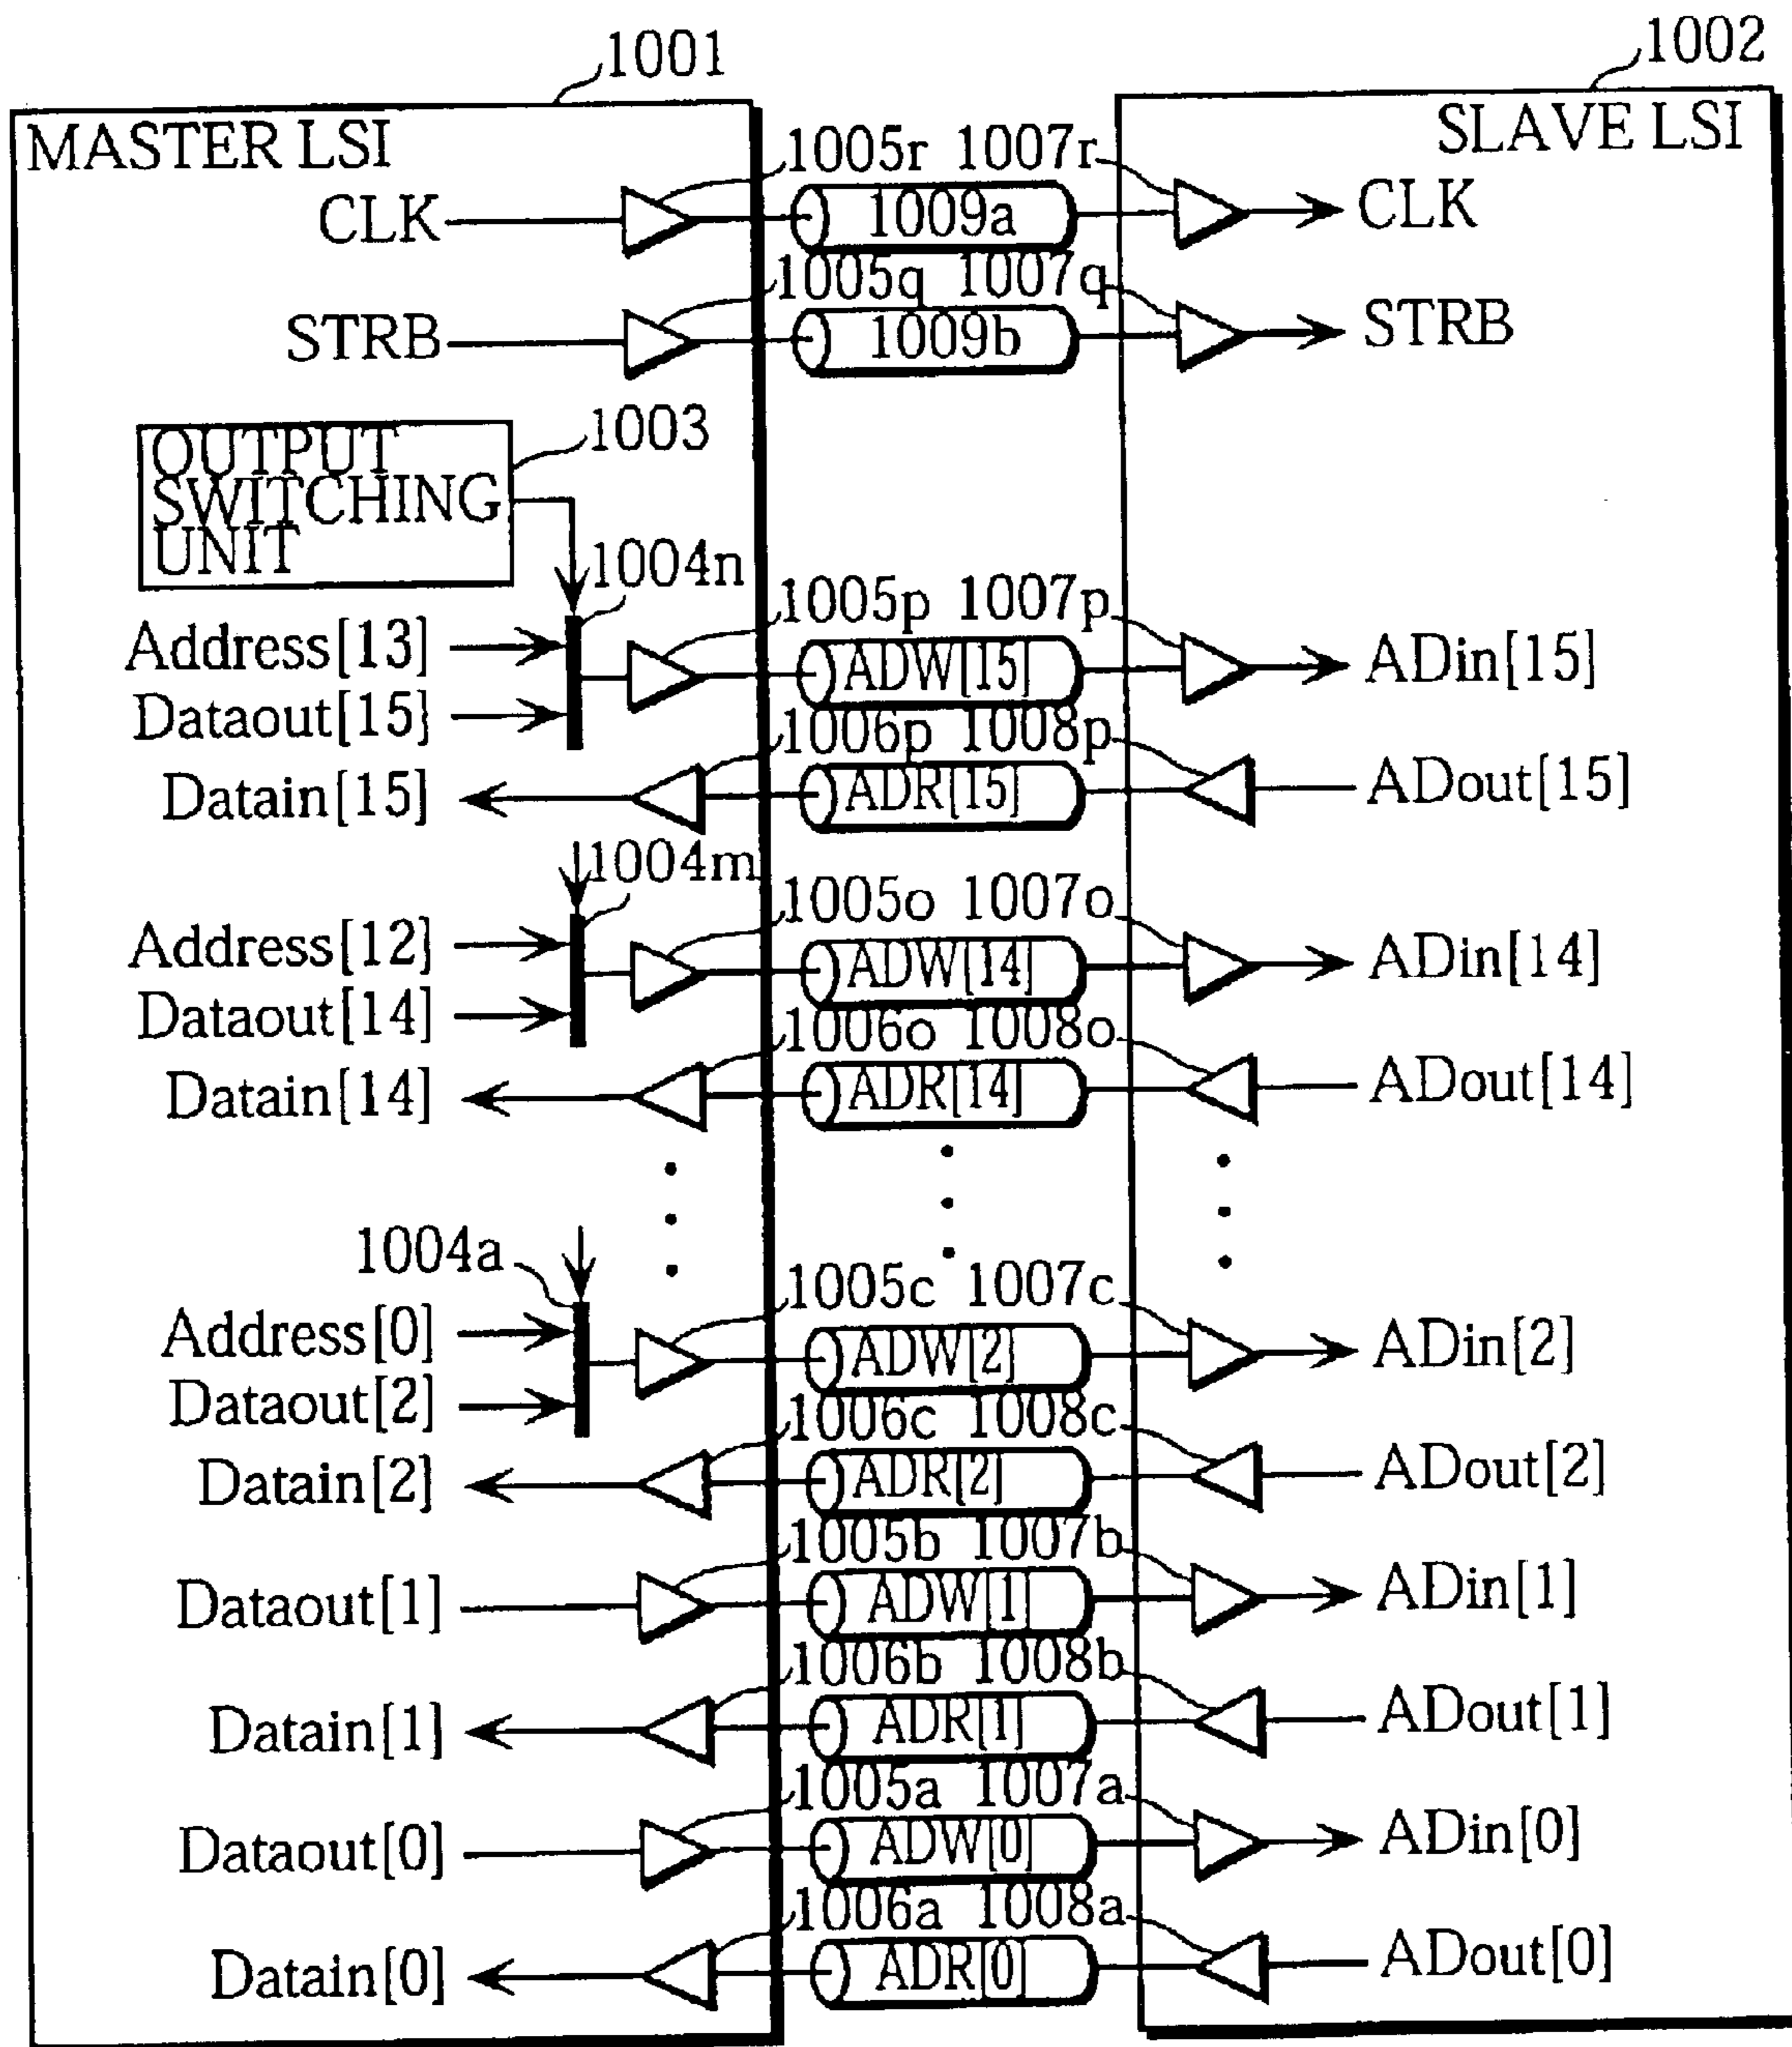 1001
1002
MASTER LSI
SLAVE LSI
1005r 1007r
CLK
1009a
CLK
1005q 1007q
STRB
1009b
STRB
OUTPUT
SWITCHING
UNIT
1003
1004n
1005p 1007p
Address[13]
ADW[15]
ADin[15]
Dataout[15]
1006p 1008p
Datain[15]
ADR[15]
ADout[15]
1004m
1005o 1007o
Address[12]
ADW[14]
ADin[14]
Dataout[14]
1006o 1008o
Datain[14]
ADR[14]
ADout[14]
1004a
1005c 1007c
Address[0]
ADW[2]
ADin[2]
Dataout[2]
1006c 1008c
Datain[2]
ADR[2]
ADout[2]
1005b 1007b
Dataout[1]
ADW[1]
ADin[1]
1006b 1008b
Datain[1]
ADR[1]
ADout[1]
1005a 1007a
Dataout[0]
ADW[0]
ADin[0]
1006a 1008a
Datain[0]
ADR[0]
ADout[0]